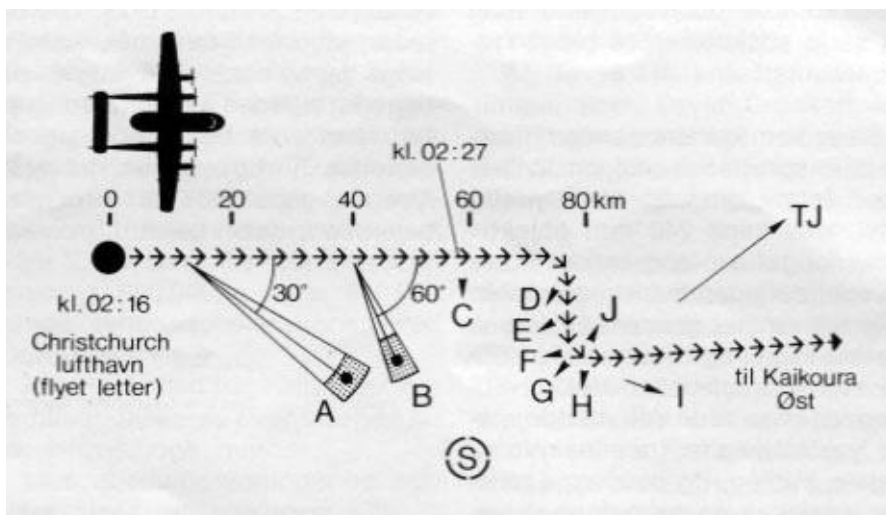 kl. 02:27
0 20 40 60 80 km
TJ
30° 60°
kl. 02:16
C D J
E
Christchurch
F
lufthavn
(flyet letter)
A B G H I
til Kaikoura
Øst
S